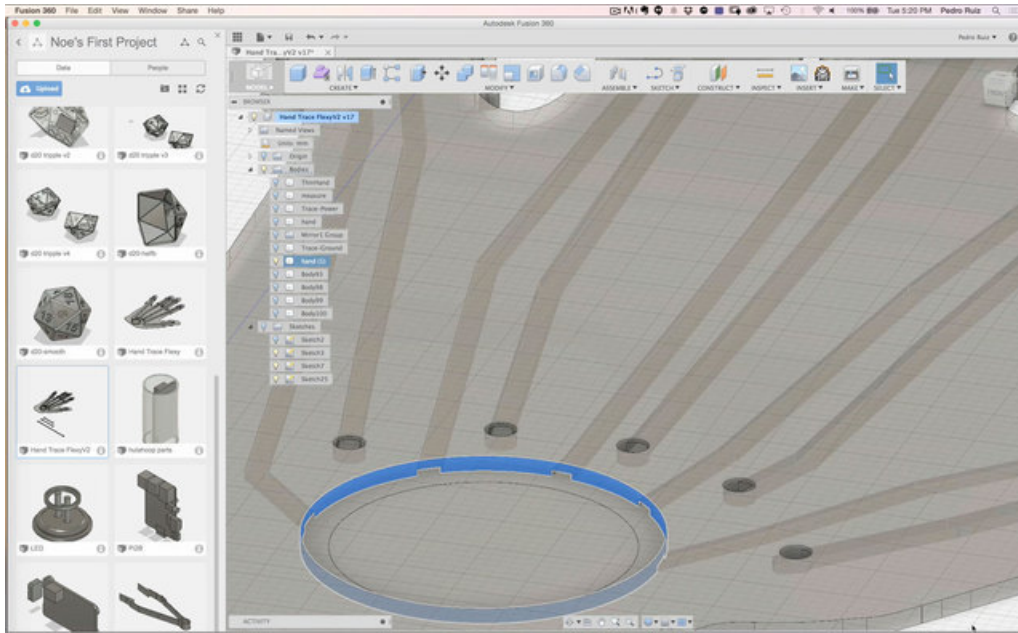 Fusion 360 File Edit View Window Share Help
100% Tue 5:20 PM Pedro Ruiz
Autodesk Fusion 360
Noe's First Project
Pedro Ruiz
Data People
Hand Tra...yV2 v17*
Upload
MODEL CREATE MODIFY ASSEMBLE SKETCH CONSTRUCT INSPECT INSERT MAKE SELECT
BROWSER
Hand Trace FlexyV2 v17
Named Views
Units: mm
Origin
Bodies
ThinHand
measure
Trace-Power
hand
Mirror1 Group
Trace-Ground
hand (1)
Body98
Body99
Body100
Sketches
Sketch2
Sketch3
Sketch7
Sketch25
d20 tripple v2
d20 tripple v3
d20 tripple v4
d20-halfb
d20-smooth
Hand Trace Flexy
Hand Trace FlexyV2
hulahoop parts
LEO
ACTIVITY